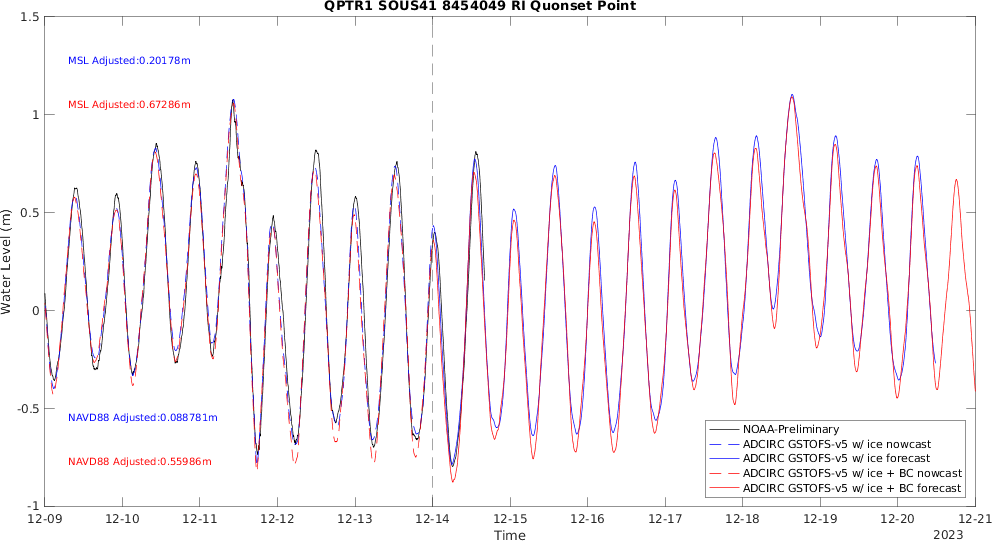 QPTR1 SOUS41 8454049 RI Quonset Point
1.5
1
0.5
0
-0.5
-1
Water Level (m)
MSL Adjusted:0.20178m
MSL Adjusted:0.67286m
NAVD88 Adjusted:0.088781m
NAVD88 Adjusted:0.55986m
NOAA-Preliminary
ADCIRC GSTOFS-v5 w/ ice nowcast
ADCIRC GSTOFS-v5 w/ ice forecast
ADCIRC GSTOFS-v5 w/ ice + BC nowcast
ADCIRC GSTOFS-v5 w/ ice + BC forecast
12-09 12-10 12-11 12-12 12-13 12-14 12-15 12-16 12-17 12-18 12-19 12-20 12-21
Time
2023